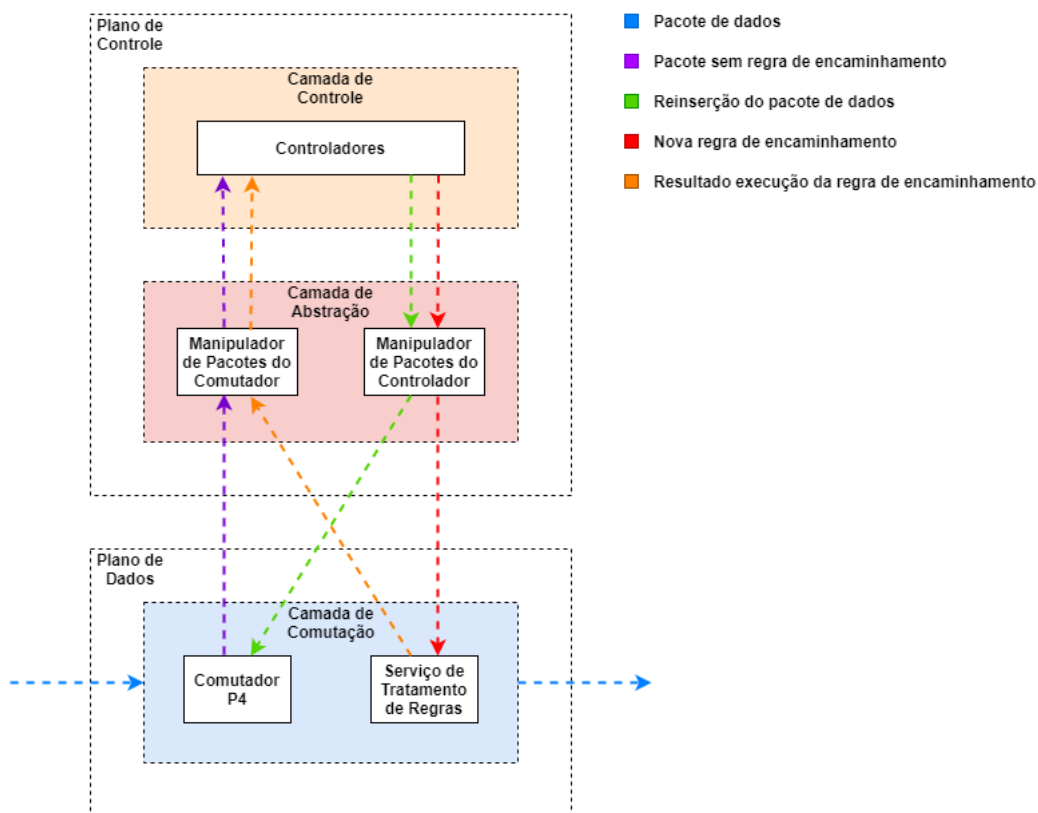 Plano de
Controle
Camada de
Controle
Controladores
Camada de
Abstração
Manipulador
de Pacotes do
Comutador
Manipulador
de Pacotes do
Controlador
Plano de
Dados
Camada de
Comutação
Comutador
P4
Serviço de
Tratamento
de Regras
Pacote de dados
Pacote sem regra de encaminhamento
Reinserção do pacote de dados
Nova regra de encaminhamento
Resultado execução da regra de encaminhamento